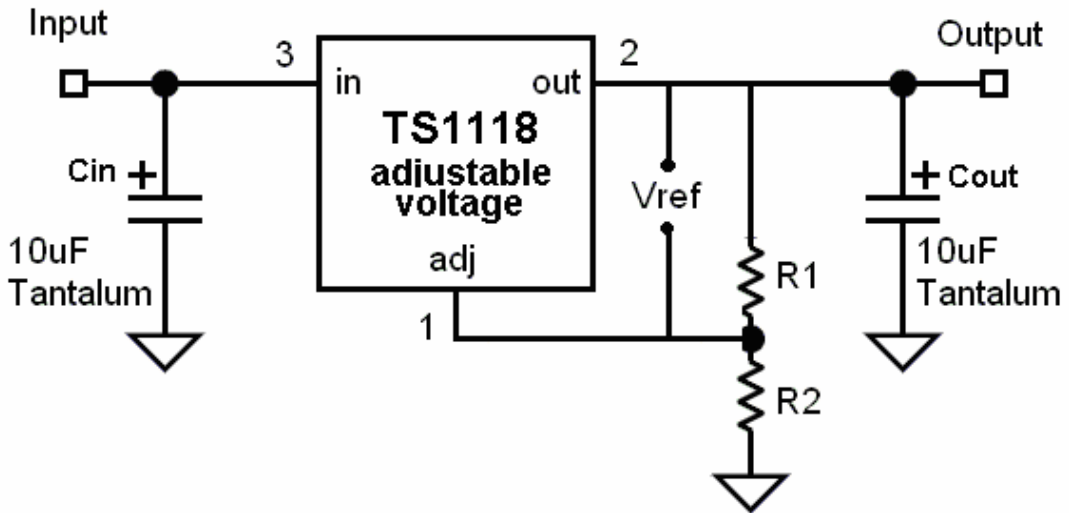 Input
Output
3
2
in
out
TS1118
adjustable
voltage
adj
1
Cin +
10uF
Tantalum
Vref
R1
R2
+ Cout
10uF
Tantalum